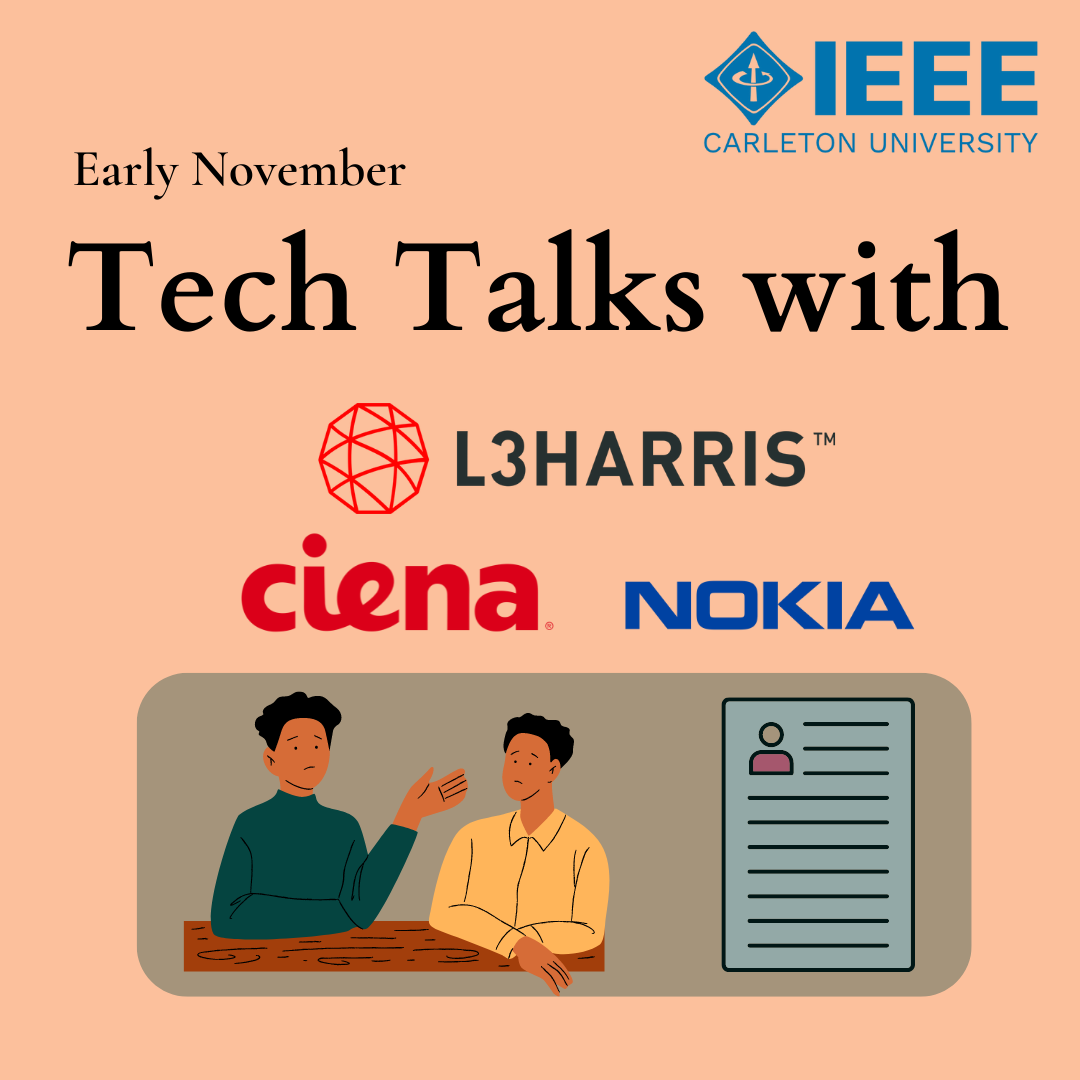 IEEE
CARLETON UNIVERSITY
Early November
Tech Talks with
L3HARRIS™
ciena®
NOKIA